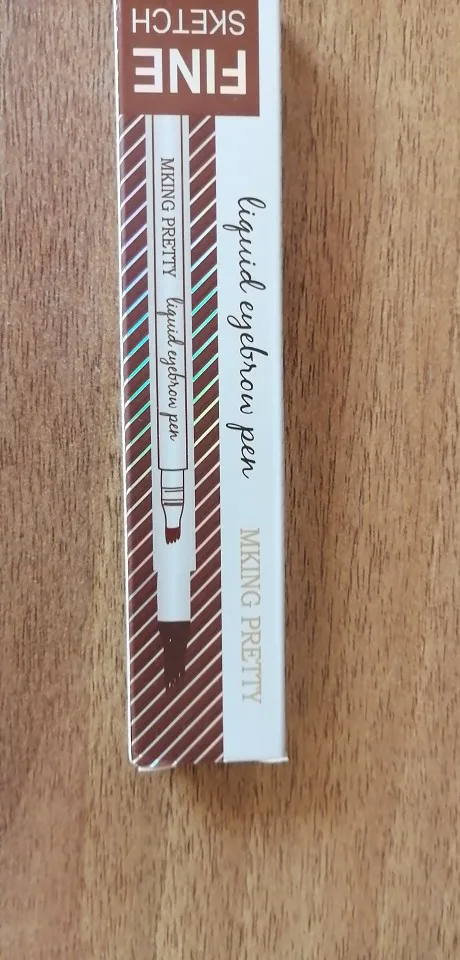 FINE
SKETCH
MKING PRETTY liquid eyebrow pen
liquid eyebrow pen MKING PRETTY